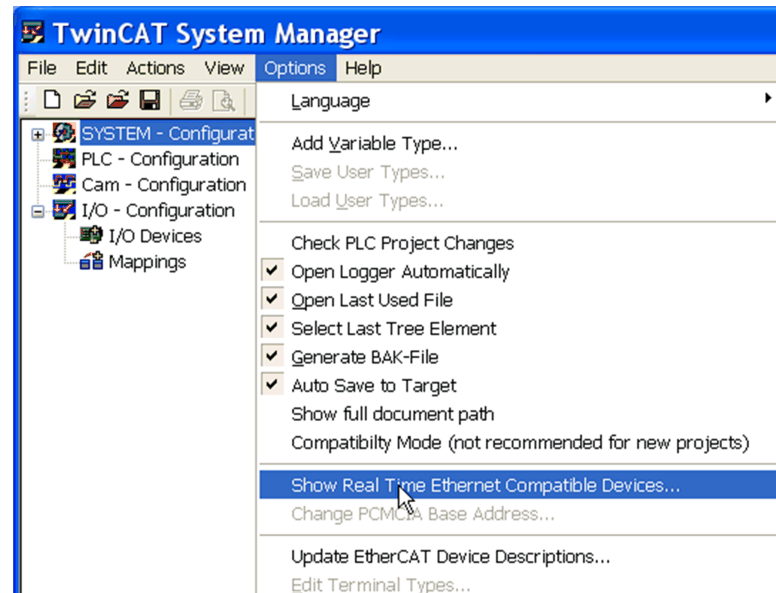 TwinCAT System Manager
File Edit Actions View Options Help
SYSTEM - Configurat
PLC - Configuration
Cam - Configuration
I/O - Configuration
I/O Devices
Mappings
Language
Add Variable Type...
Save User Types...
Load User Types...
Check PLC Project Changes
Open Logger Automatically
Open Last Used File
Select Last Tree Element
Generate BAK-File
Auto Save to Target
Show full document path
Compatibilty Mode (not recommended for new projects)
Show Real Time Ethernet Compatible Devices...
Change PCMCIA Base Address...
Update EtherCAT Device Descriptions...
Edit Terminal Types...